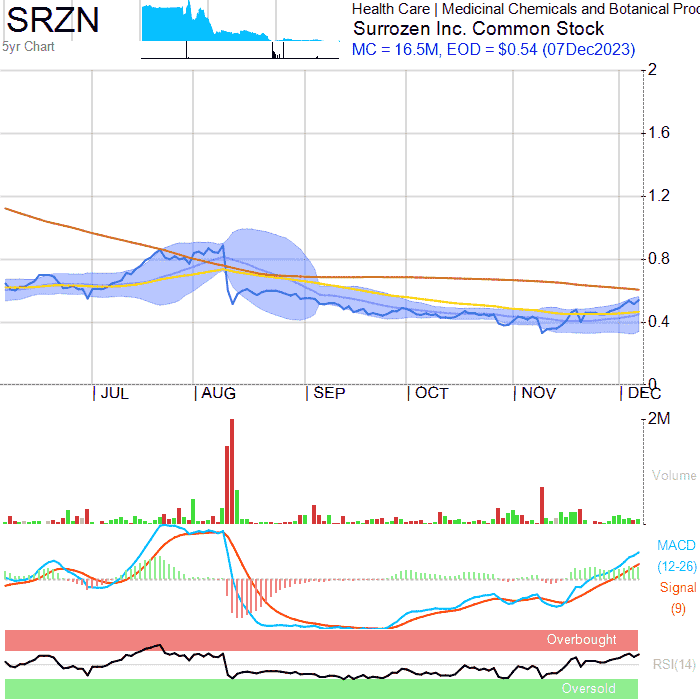 SRZN
5yr Chart
Health Care | Medicinal Chemicals and Botanical Proc
Surrozen Inc. Common Stock
MC = 16.5M, EOD = $0.54 (07Dec2023)
2
1.6
1.2
0.8
0.4
0
JUL AUG SEP OCT NOV DEC
2M
Volume
MACD
(12-26)
Signal
(9)
Overbought
RSI(14)
Oversold